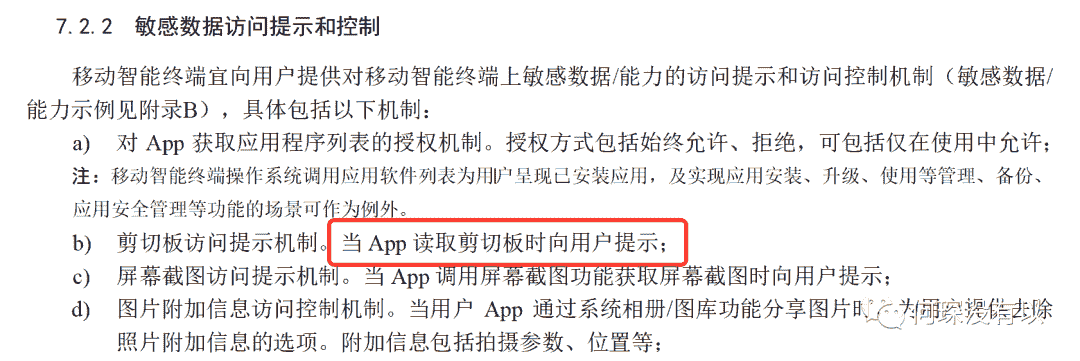 7.2.2 敏感数据访问提示和控制
移动智能终端宜向用户提供对移动智能终端上敏感数据/能力的访问提示和访问控制机制（敏感数据/
能力示例见附录B），具体包括以下机制：
a) 对 App 获取应用程序列表的授权机制。授权方式包括始终允许、拒绝，可包括仅在使用中允许；
注：移动智能终端操作系统调用应用软件列表为用户呈现已安装应用，及实现应用安装、升级、使用等管理、备份、
应用安全管理等功能的场景可作为例外。
b) 剪切板访问提示机制。当 App 读取剪切板时向用户提示；
c) 屏幕截图访问提示机制。当 App 调用屏幕截图功能获取屏幕截图时向用户提示；
d) 图片附加信息访问控制机制。当用户 App 通过系统相册/图库功能分享图片时 为用 提供去除
照片附加信息的选项。附加信息包括拍摄参数、位置等；